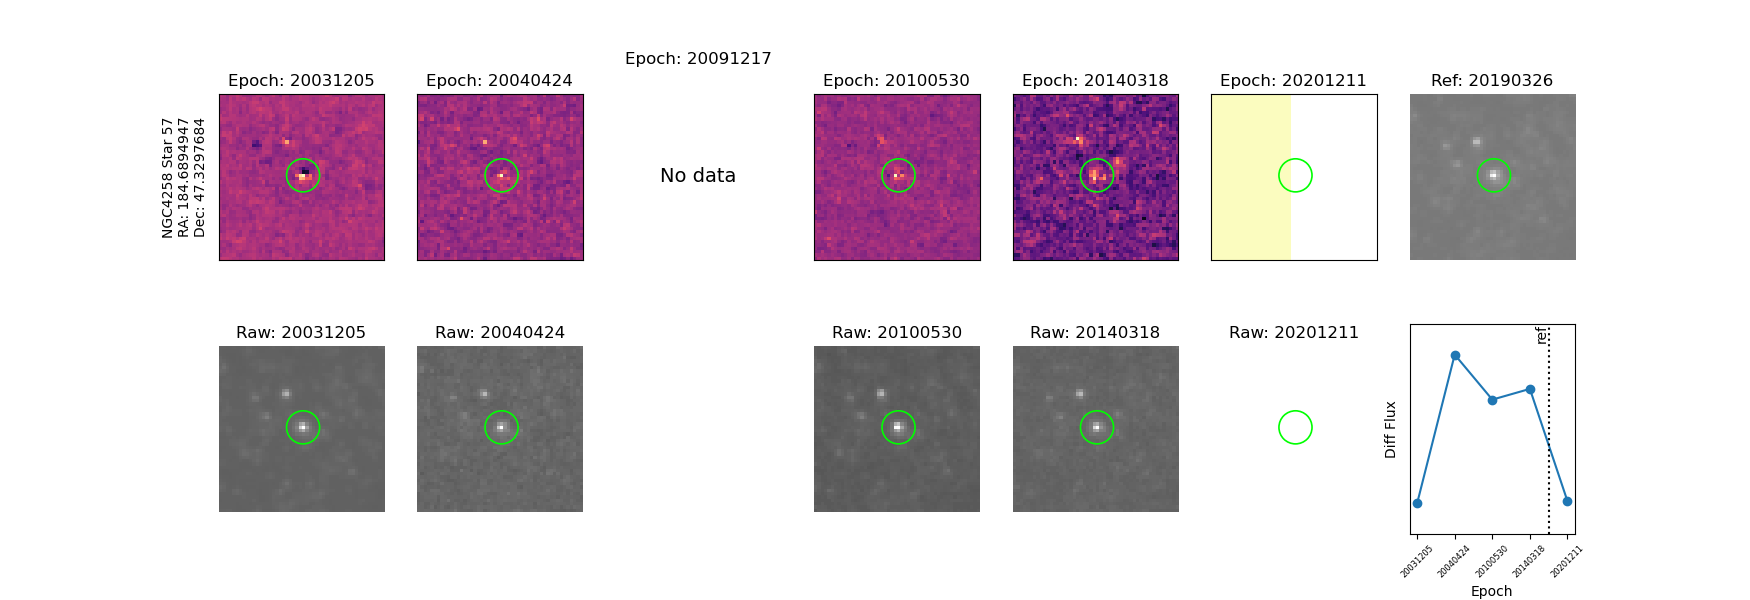 Epoch: 20091217
Epoch: 20031205
Epoch: 20040424
Epoch: 20100530
Epoch: 20140318
Epoch: 20201211
Ref: 20190326
NGC4258 Star 57
RA: 184.6894947
Dec: 47.3297684
No data
Raw: 20031205
Raw: 20040424
Raw: 20100530
Raw: 20140318
Raw: 20201211
ref
Diff Flux
20031205
20040424
20100530
20140318
20201211
Epoch